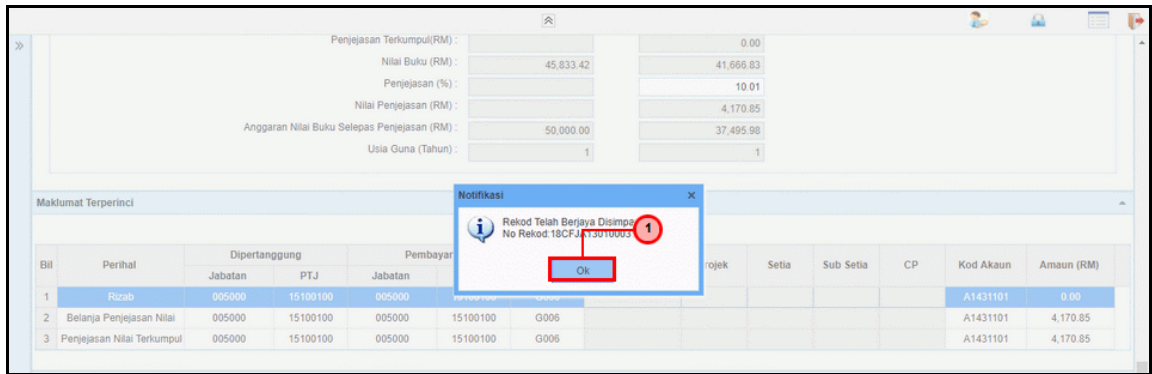 Penjejasan Terkumpul(RM) : 0.00
Nilai Buku (RM) : 45,833.42 41,666.83
Penjejasan (%) : 10.01
Nilai Penjejasan (RM) : 4,170.85
Anggaran Nilai Buku Selepas Penjejasan (RM) : 50,000.00 37,495.98
Usia Guna (Tahun) : 1 1
Maklumat Terperinci
Notifikasi
Rekod Telah Berjaya Disimpa
No Rekod:18CFJA13010003
1
Ok
Bil Perihal Dipertanggung Pembayar rojek Setia Sub Setia CP Kod Akaun Amaun (RM)
Jabatan PTJ Jabatan
1 Rizab 005000 15100100 005000 A1431101 0.00
2 Belanja Penjejasan Nilai 005000 15100100 005000 15100100 G006 A1431101 4,170.85
3 Penjejasan Nilai Terkumpul 005000 15100100 005000 15100100 G006 A1431101 4,170.85